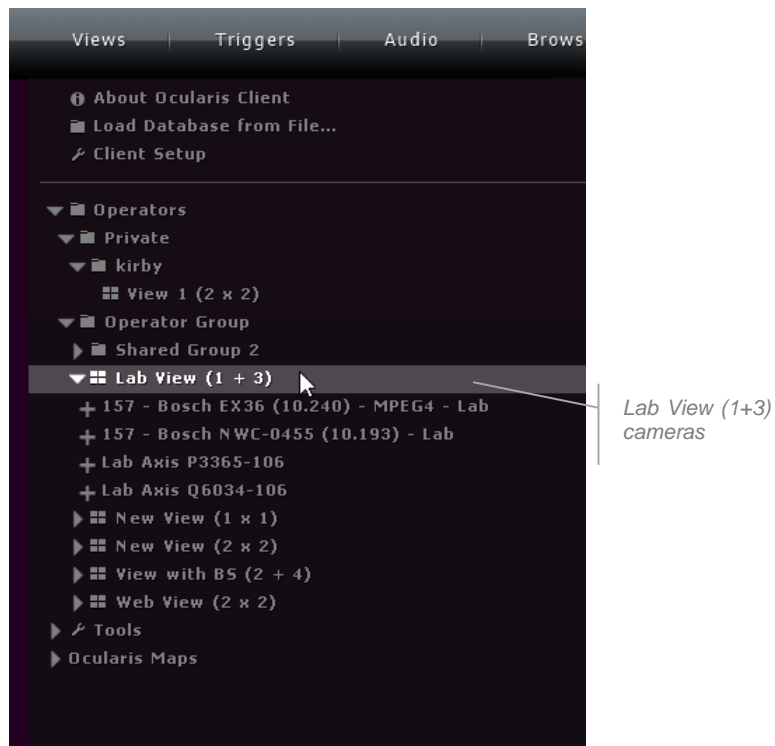 Views Triggers Audio Brows
About Ocularis Client
Load Database from File...
Client Setup
Operators
Private
kirby
View 1 (2 x 2)
Operator Group
Shared Group 2
Lab View (1 + 3)
157 - Bosch EX36 (10.240) - MPEG4 - Lab
157 - Bosch NWC-0455 (10.193) - Lab
Lab Axis P3365-106
Lab Axis Q6034-106
New View (1 x 1)
New View (2 x 2)
View with BS (2 + 4)
Web View (2 x 2)
Tools
Ocularis Maps
Lab View (1+3)
cameras